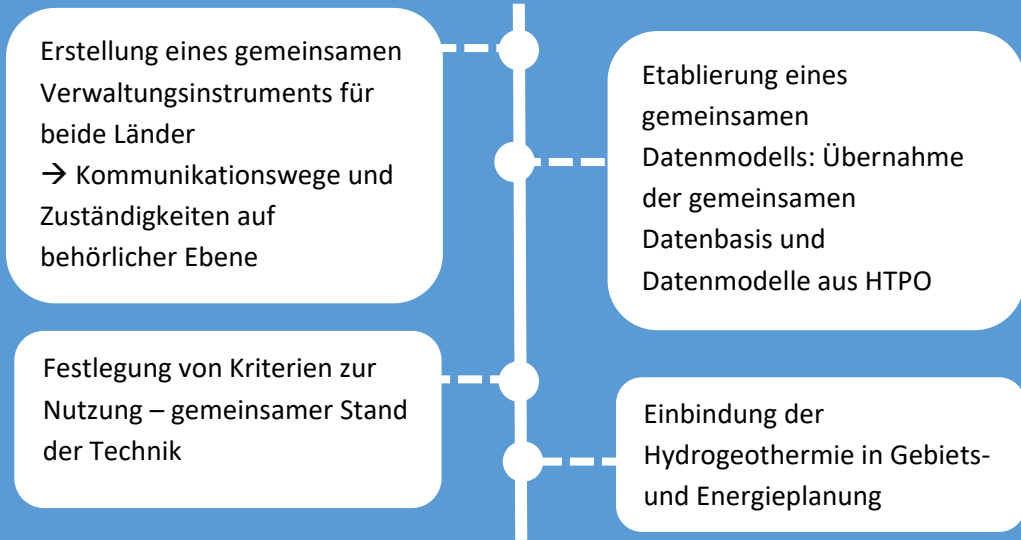 Erstellung eines gemeinsamen
Verwaltungsinstruments für
beide Länder
→ Kommunikationswege und
Zuständigkeiten auf
behörlicher Ebene
Etablierung eines
gemeinsamen
Datenmodells: Übernahme
der gemeinsamen
Datenbasis und
Datenmodelle aus HTPO
Festlegung von Kriterien zur
Nutzung – gemeinsamer Stand
der Technik
Einbindung der
Hydrogeothermie in Gebiets-
und Energieplanung